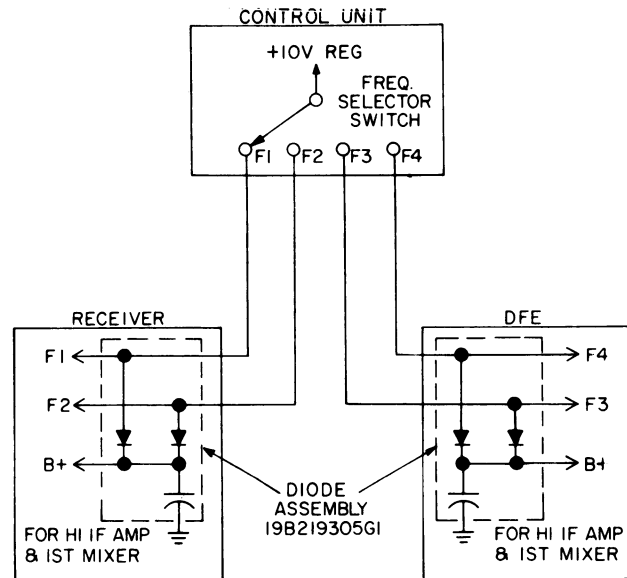 CONTROL UNIT
+10V REG
FREQ.
SELECTOR
SWITCH
F1 F2 F3 F4
RECEIVER
F1
F2
B+
FOR HI IF AMP
& 1ST MIXER
DIODE
ASSEMBLY
19B219305G1
DFE
F4
F3
B+
FOR HI IF AMP
& 1ST MIXER